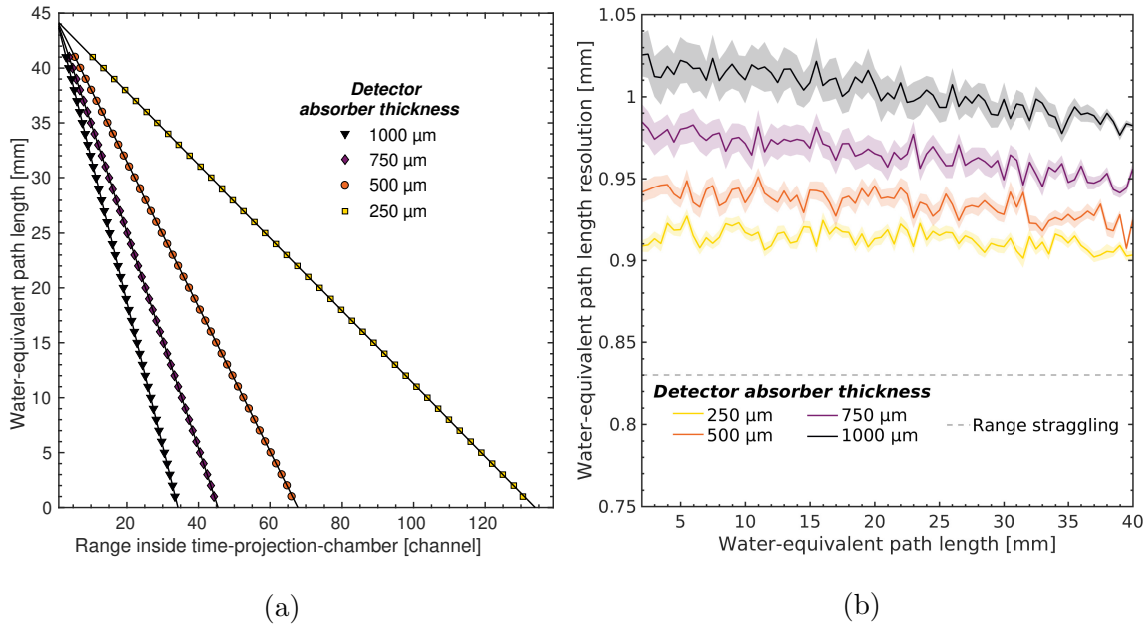 Water-equivalent path length [mm]
45
40
35
30
25
20
15
10
5
0
Detector
absorber thickness
1000 μm
750 μm
500 μm
250 μm
20 40 60 80 100 120
Range inside time-projection-chamber [channel]
(a)
Water-equivalent path length resolution [mm]
1.05
1
0.95
0.9
0.85
0.8
0.75
Detector absorber thickness
250 μm 750 μm
500 μm 1000 μm
Range straggling
5 10 15 20 25 30 35 40
Water-equivalent path length [mm]
(b)